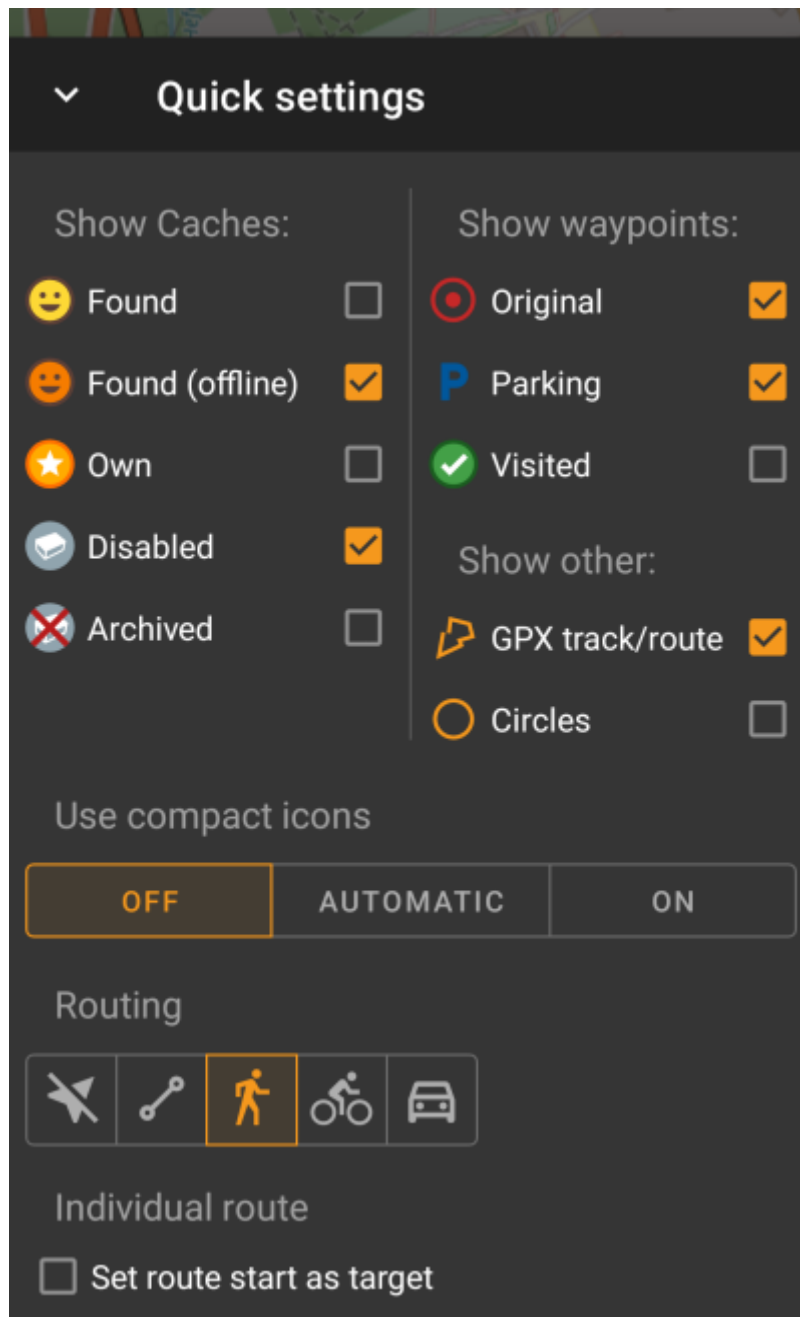 Quick settings
Show Caches:
Found
Found (offline)
Own
Disabled
Archived
Show waypoints:
Original
P Parking
Visited
Show other:
GPX track/route
Circles
Use compact icons
OFF
AUTOMATIC
ON
Routing
Individual route
Set route start as target